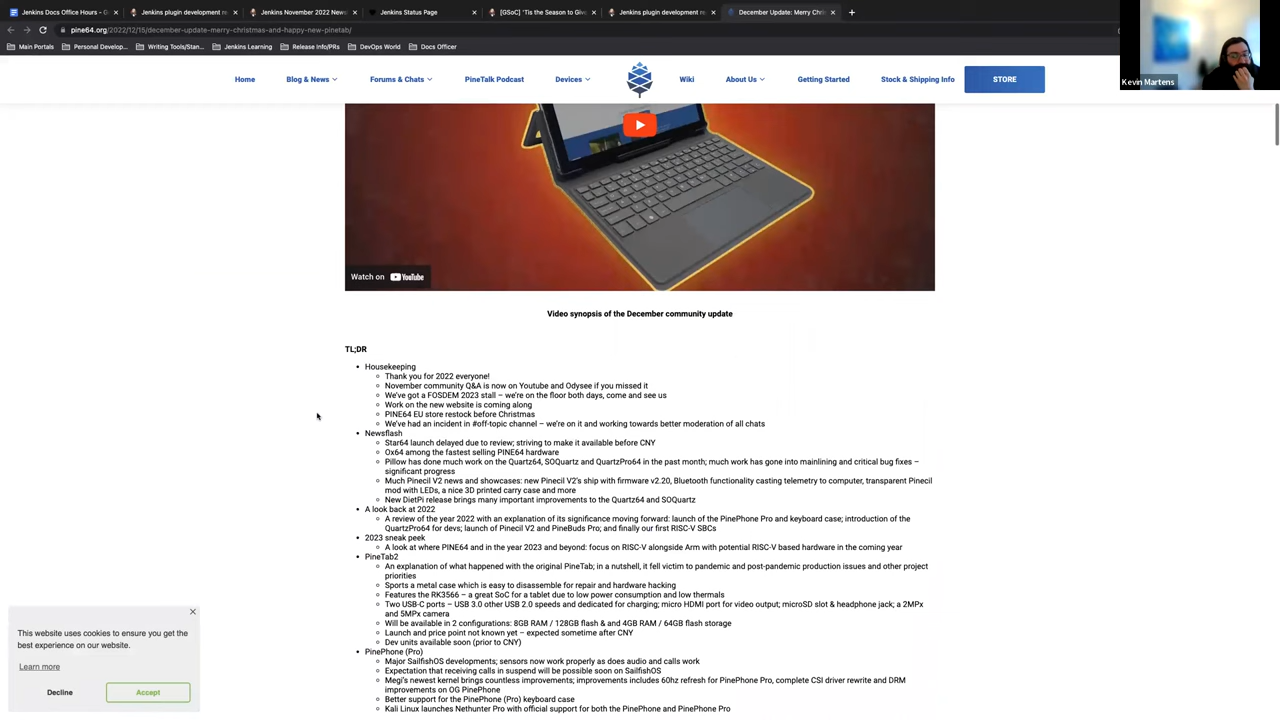 Jenkins Docs Office Hours - G
Jenkins plugin development re
Jenkins November 2022 News
Jenkins Status Page
[GSoC] 'Tis the Season to Give
Jenkins plugin development re
December Update: Merry Chris
pine64.org/2022/12/15/december-update-merry-christmas-and-happy-new-pinetab/
Main Portals
Personal Develop...
Writing Tools/Stan...
Jenkins Learning
Release Info/PRs
DevOps World
Docs Officer
Kevin Martens
Home
Blog & News
Forums & Chats
PineTalk Podcast
Devices
Wiki
About Us
Getting Started
Stock & Shipping Info
STORE
Watch on YouTube
Video synopsis of the December community update
TL;DR
Housekeeping
Thank you for 2022 everyone!
November community Q&A is now on Youtube and Odysee if you missed it
We've got a FOSDEM 2023 stall – we're on the floor both days, come and see us
Work on the new website is coming along
PINE64 EU store restock before Christmas
We've had an incident in #off-topic channel – we're on it and working towards better moderation of all chats
Newsflash
Star64 launch delayed due to review; striving to make it available before CNY
Ox64 among the fastest selling PINE64 hardware
Pillow has done much work on the Quartz64, SOQuartz and QuartzPro64 in the past month; much work has gone into mainlining and critical bug fixes –
significant progress
Much Pinecil V2 news and showcases: new Pinecil V2's ship with firmware v2.20, Bluetooth functionality casting telemetry to computer, transparent Pinecil
mod with LEDs, a nice 3D printed carry case and more
New DietPi release brings many important improvements to the Quartz64 and SOQuartz
A look back at 2022
A review of the year 2022 with an explanation of its significance moving forward: launch of the PinePhone Pro and keyboard case; introduction of the
QuartzPro64 for devs; launch of Pinecil V2 and PineBuds Pro; and finally our first RISC-V SBCs
2023 sneak peek
A look at where PINE64 and in the year 2023 and beyond: focus on RISC-V alongside Arm with potential RISC-V based hardware in the coming year
PineTab2
An explanation of what happened with the original PineTab; in a nutshell, it fell victim to pandemic and post-pandemic production issues and other project
priorities
Sports a metal case which is easy to disassemble for repair and hardware hacking
Features the RK3566 – a great SoC for a tablet due to low power consumption and low thermals
Two USB-C ports – USB 3.0 other USB 2.0 speeds and dedicated for charging; micro HDMI port for video output; microSD slot & headphone jack; a 2MPx
and 5MPx camera
Will be available in 2 configurations: 8GB RAM / 128GB flash & and 4GB RAM / 64GB flash storage
Launch and price point not known yet – expected sometime after CNY
Dev units available soon (prior to CNY)
PinePhone (Pro)
Major SailfishOS developments; sensors now work properly as does audio and calls work
Expectation that receiving calls in suspend will be possible soon on SailfishOS
Megi's newest kernel brings countless improvements; improvements includes 60hz refresh for PinePhone Pro, complete CSI driver rewrite and DRM
improvements on OG PinePhone
Better support for the PinePhone (Pro) keyboard case
Kali Linux launches Nethunter Pro with official support for both the PinePhone and PinePhone Pro
This website uses cookies to ensure you get the
best experience on our website.
Learn more
Decline
Accept